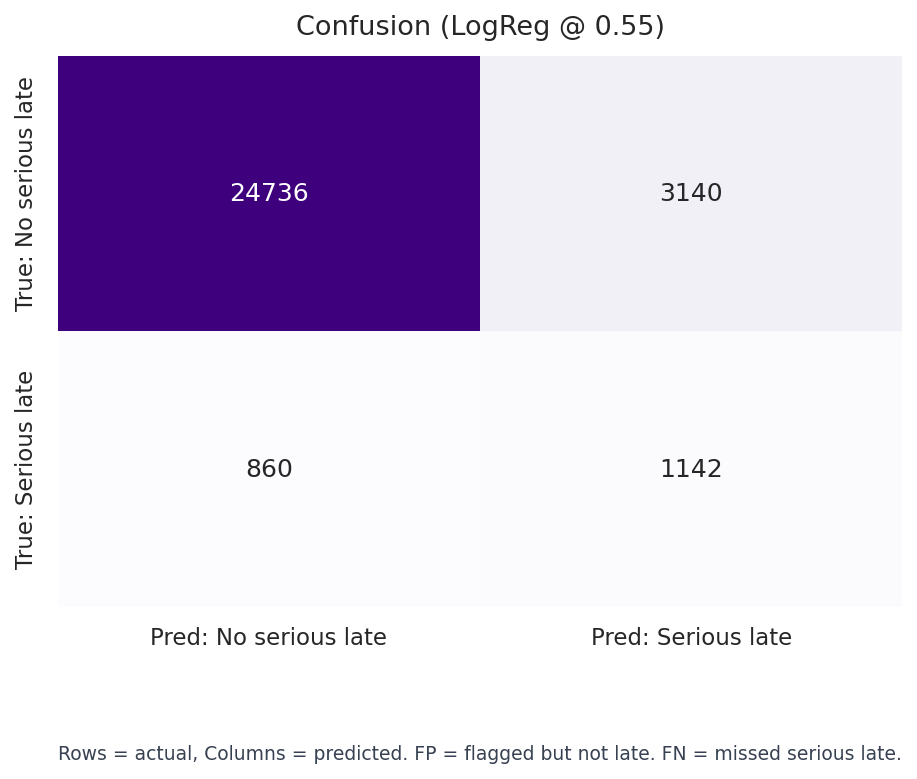 Confusion (LogReg @ 0.55)
True: No serious late
24736
3140
True: Serious late
860
1142
Pred: No serious late
Pred: Serious late
Rows = actual, Columns = predicted. FP = flagged but not late. FN = missed serious late.